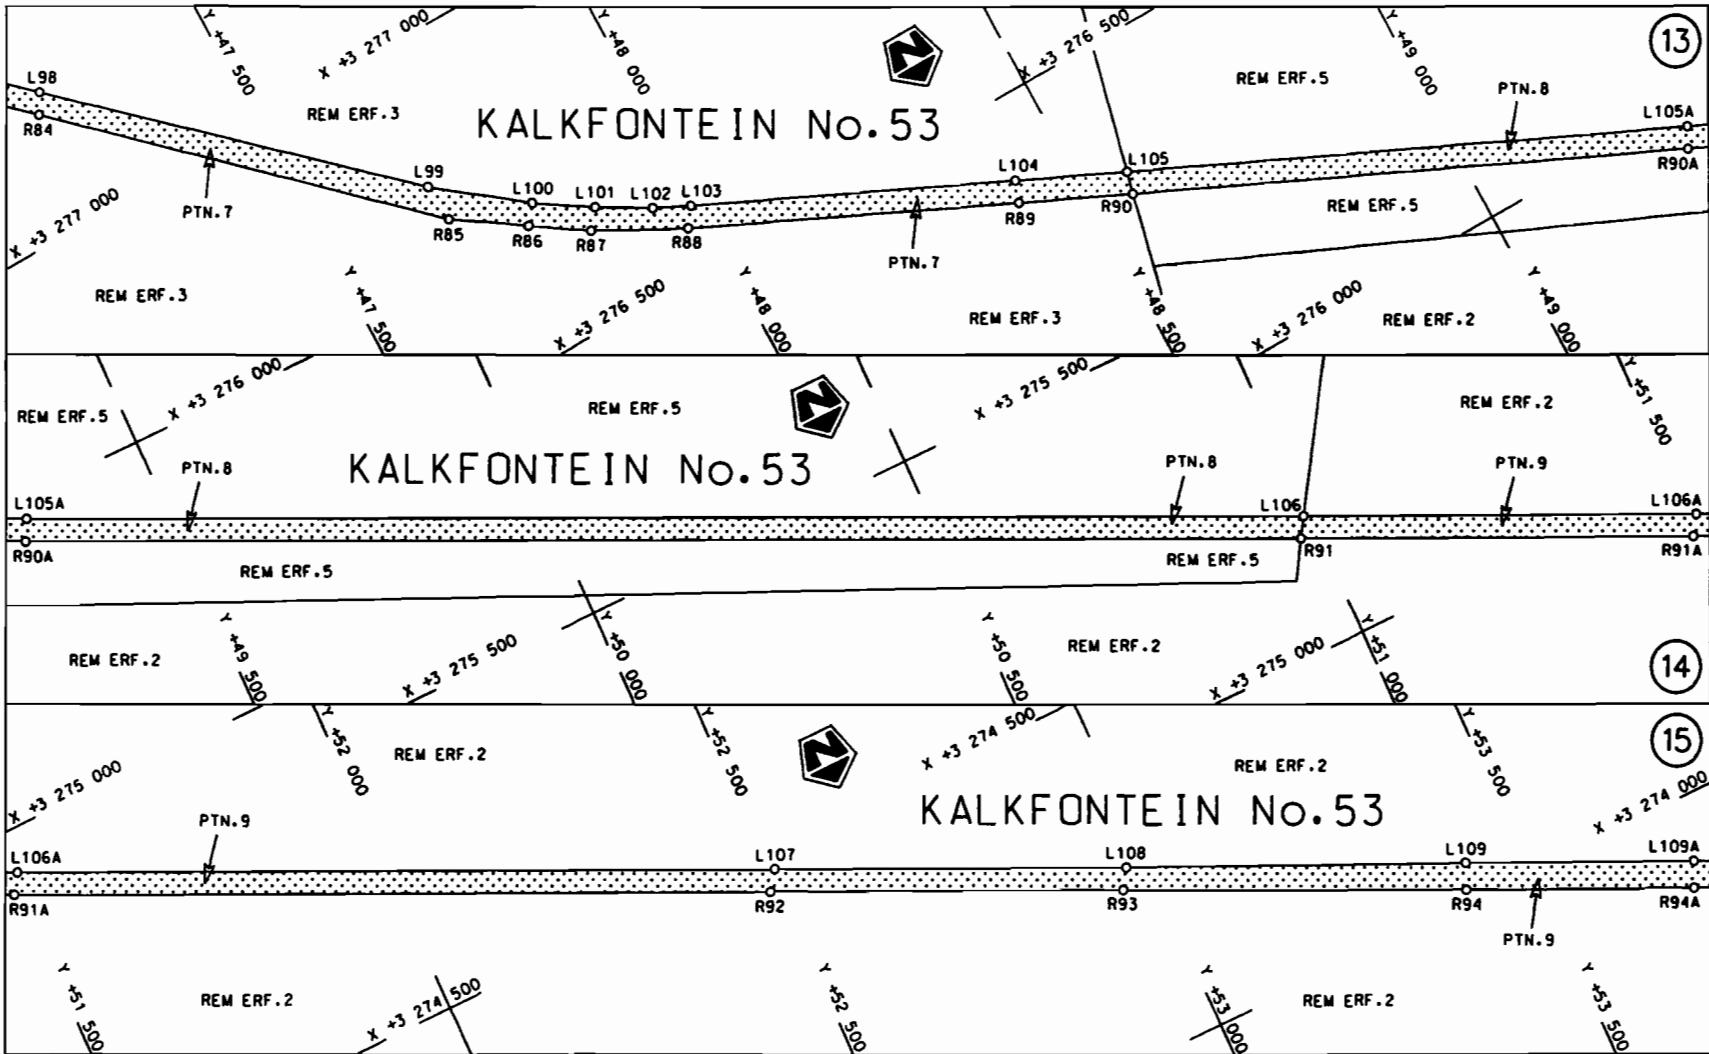 Y +47 500
X +3 277 000
Y +48 000
X +3 276 500
Y +49 000
13
L98
R84
REM ERF.3
KALKFONTEIN No.53
REM ERF.5
PTN.8
L105A
R90A
L99
L100
L101
L102
L103
L104
L105
PTN.7
R85
R86
R87
R88
R89
R90
REM ERF.5
X +3 277 000
PTN.7
REM ERF.3
Y +47 500
X +3 276 500
Y +48 000
REM ERF.3
Y +48 500
X +3 276 000
REM ERF.2
Y +49 000
REM ERF.5
X +3 276 000
REM ERF.5
X +3 275 500
REM ERF.2
Y +51 500
KALKFONTEIN No.53
PTN.8
PTN.8
PTN.9
L105A
L106
L106A
R90A
R91
R91A
REM ERF.5
REM ERF.5
REM ERF.2
Y +49 500
X +3 275 500
Y +50 000
Y +50 500
REM ERF.2
X +3 275 000
Y +51 000
14
X +3 275 000
Y +52 000
REM ERF.2
Y +52 500
X +3 274 500
REM ERF.2
Y +53 500
15
X +3 274 000
KALKFONTEIN No.53
PTN.9
L106A
L107
L108
L109
L109A
R91A
R92
R93
R94
R94A
PTN.9
Y +51 500
REM ERF.2
X +3 274 500
Y +52 500
Y +53 000
REM ERF.2
Y +53 500